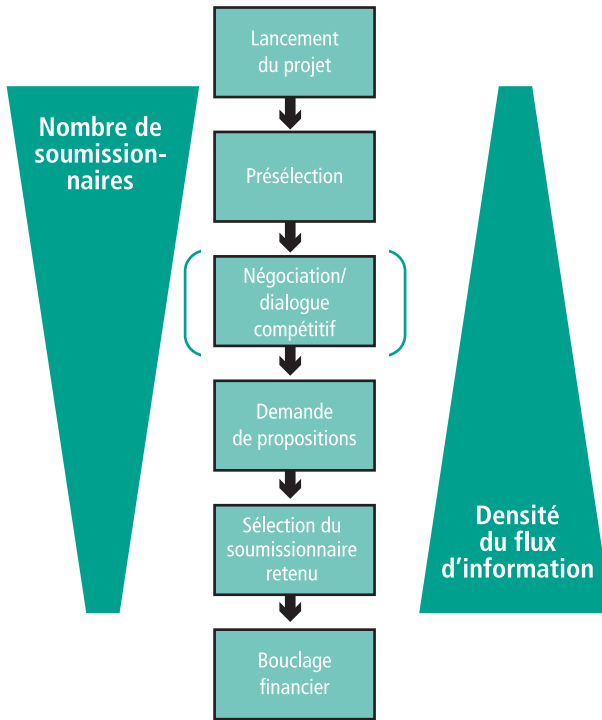 Lancement
du projet
Nombre de
soumission-
naires
Présélection
Négociation/
dialogue
compétitif
Demande
de propositions
Sélection du
soumissionnaire
retenu
Densité
du flux
d'information
Bouclage
financier